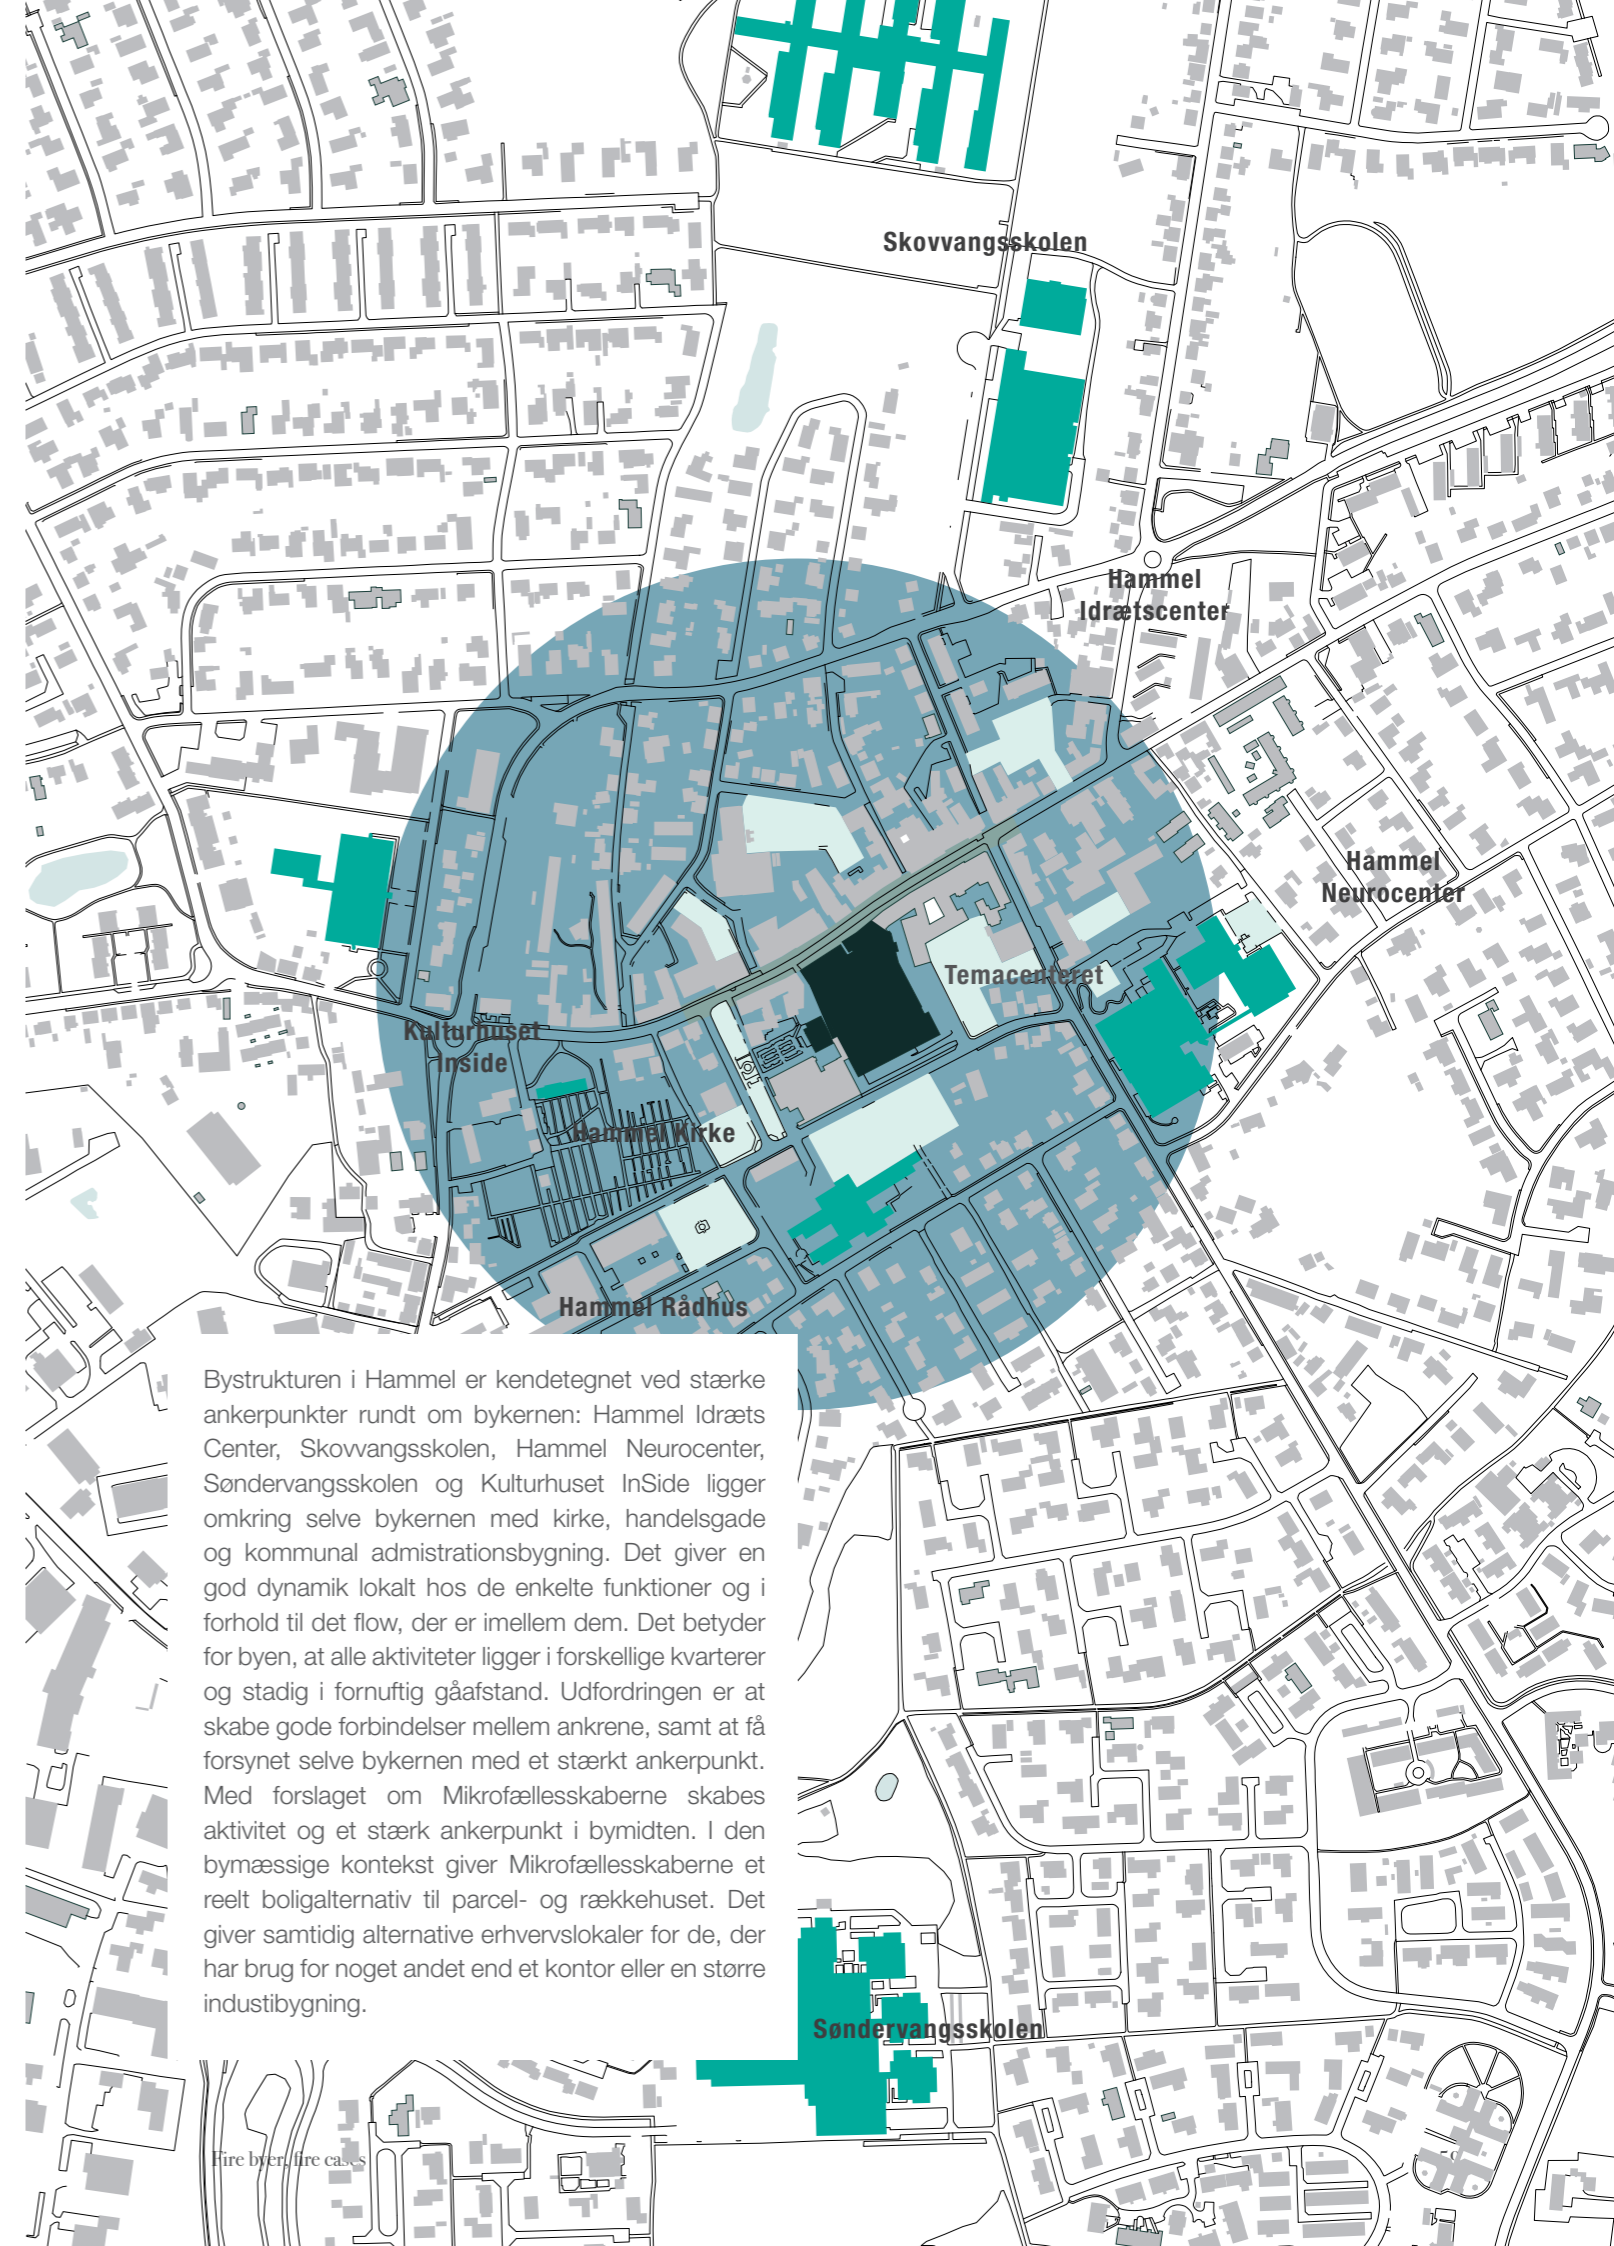 Skovvangsskolen
Hammel
Idrætscenter
Hammel
Neurocenter
Temacenteret
Kulturhuset
Inside
Hammel Kirke
Hammel Rådhus
Bystrukturen i Hammel er kendetegnet ved stærke
ankerpunkter rundt om bykernen: Hammel Idræts
Center, Skovvangsskolen, Hammel Neurocenter,
Søndervangsskolen og Kulturhuset InSide ligger
omkring selve bykernen med kirke, handelsgade
og kommunal admistrationsbygning. Det giver en
god dynamik lokalt hos de enkelte funktioner og i
forhold til det flow, der er imellem dem. Det betyder
for byen, at alle aktiviteter ligger i forskellige kvarterer
og stadig i fornuftig gåafstand. Udfordringen er at
skabe gode forbindelser mellem ankrene, samt at få
forsynet selve bykernen med et stærkt ankerpunkt.
Med forslaget om Mikrofællesskaberne skabes
aktivitet og et stærk ankerpunkt i bymidten. I den
bymæssige kontekst giver Mikrofællesskaberne et
reelt boligalternativ til parcel- og rækkehuset. Det
giver samtidig alternative erhvervslokaler for de, der
har brug for noget andet end et kontor eller en større
industibygning.
Søndervangsskolen
Fire byer, fire cases